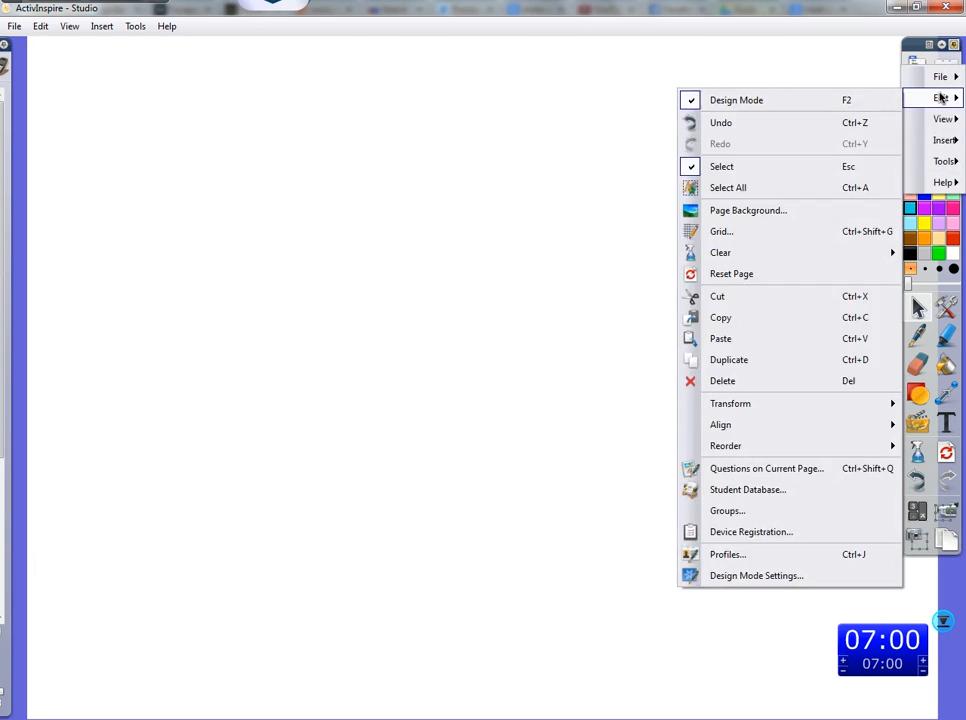 ActivInspire - Studio
File Edit View Insert Tools Help
File
View
Insert
Tools
Help
Design Mode F2
Undo Ctrl+Z
Redo Ctrl+Y
Select Esc
Select All Ctrl+A
Page Background...
Grid... Ctrl+Shift+G
Clear
Reset Page
Cut Ctrl+X
Copy Ctrl+C
Paste Ctrl+V
Duplicate Ctrl+D
Delete Del
Transform
Align
Reorder
Questions on Current Page... Ctrl+Shift+Q
Student Database...
Groups...
Device Registration...
Profiles... Ctrl+J
Design Mode Settings...
T
07:00
07:00